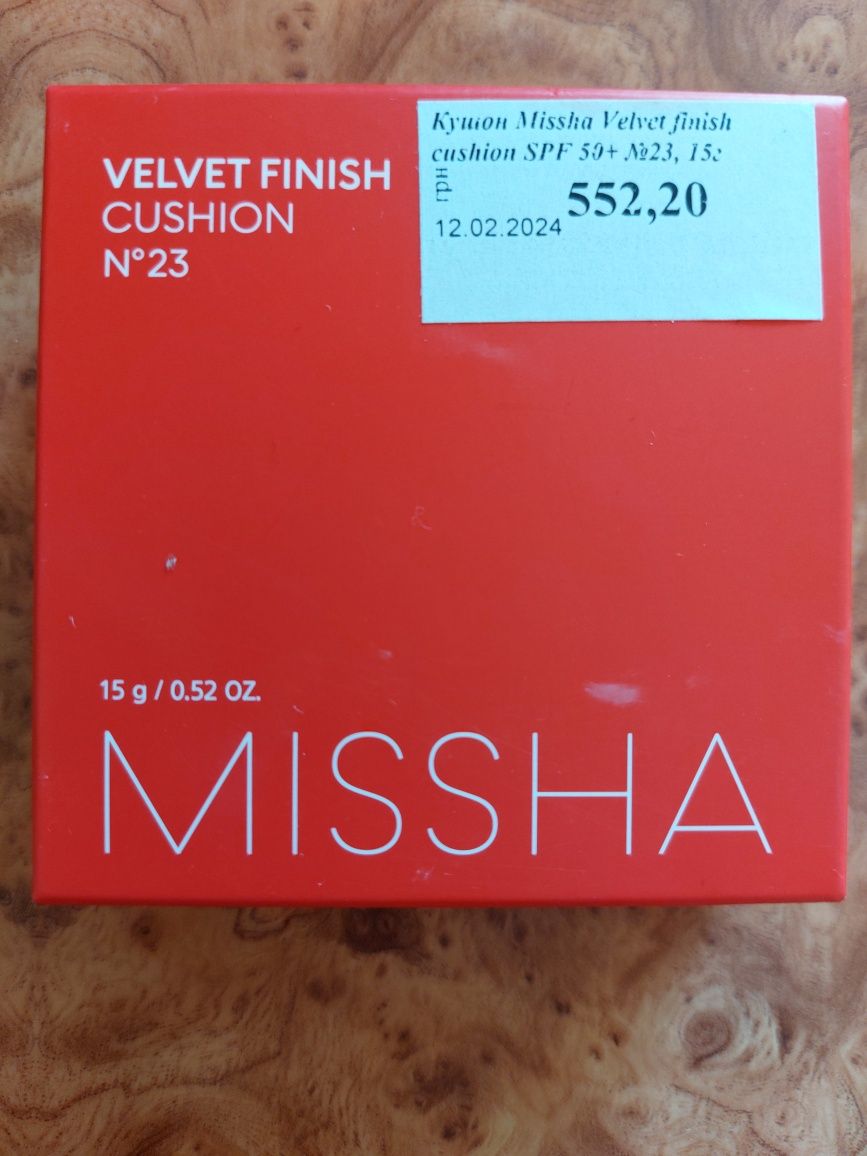 VELVET FINISH
CUSHION
N°23
Кушон Missha Velvet finish
cushion SPF 50+ №23, 15г
грн
552,20
12.02.2024
15 g / 0.52 OZ.
MISSHA